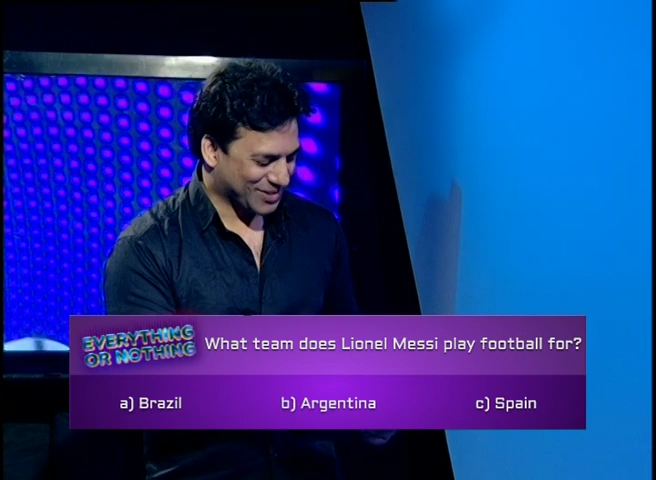 EVERYTHING
OR NOTHING
What team does Lionel Messi play football for?
a) Brazil
b) Argentina
c) Spain